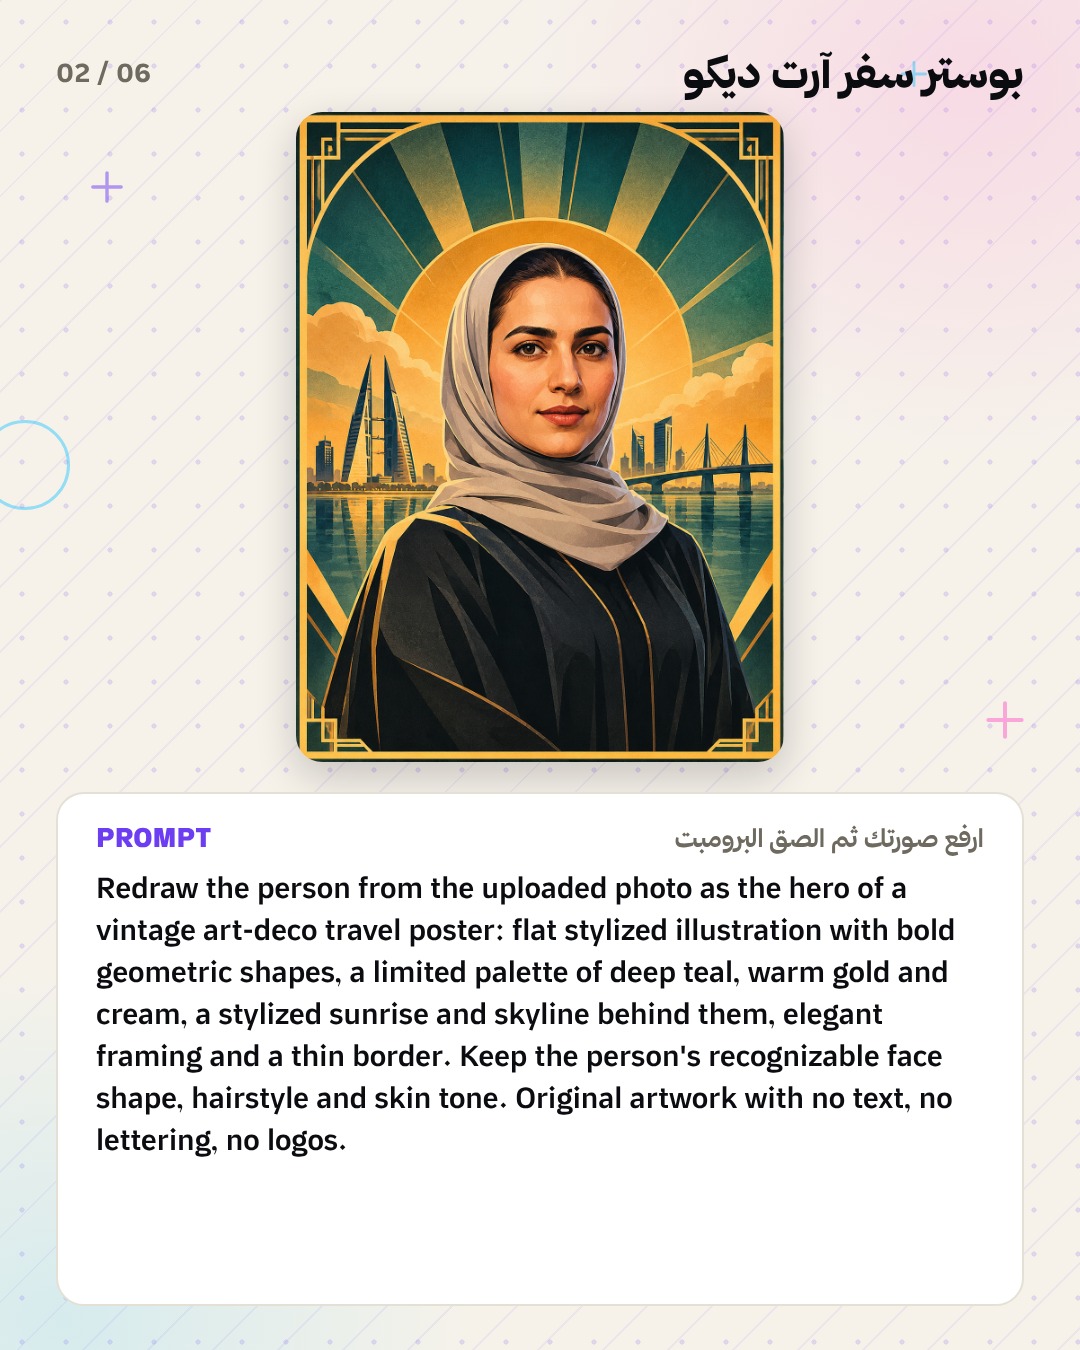 02 / 06
بوستر سفر آرت ديكو
PROMPT
ارفع صورتك ثم الصق البرومبت
Redraw the person from the uploaded photo as the hero of a
vintage art-deco travel poster: flat stylized illustration with bold
geometric shapes, a limited palette of deep teal, warm gold and
cream, a stylized sunrise and skyline behind them, elegant
framing and a thin border. Keep the person's recognizable face
shape, hairstyle and skin tone. Original artwork with no text, no
lettering, no logos.